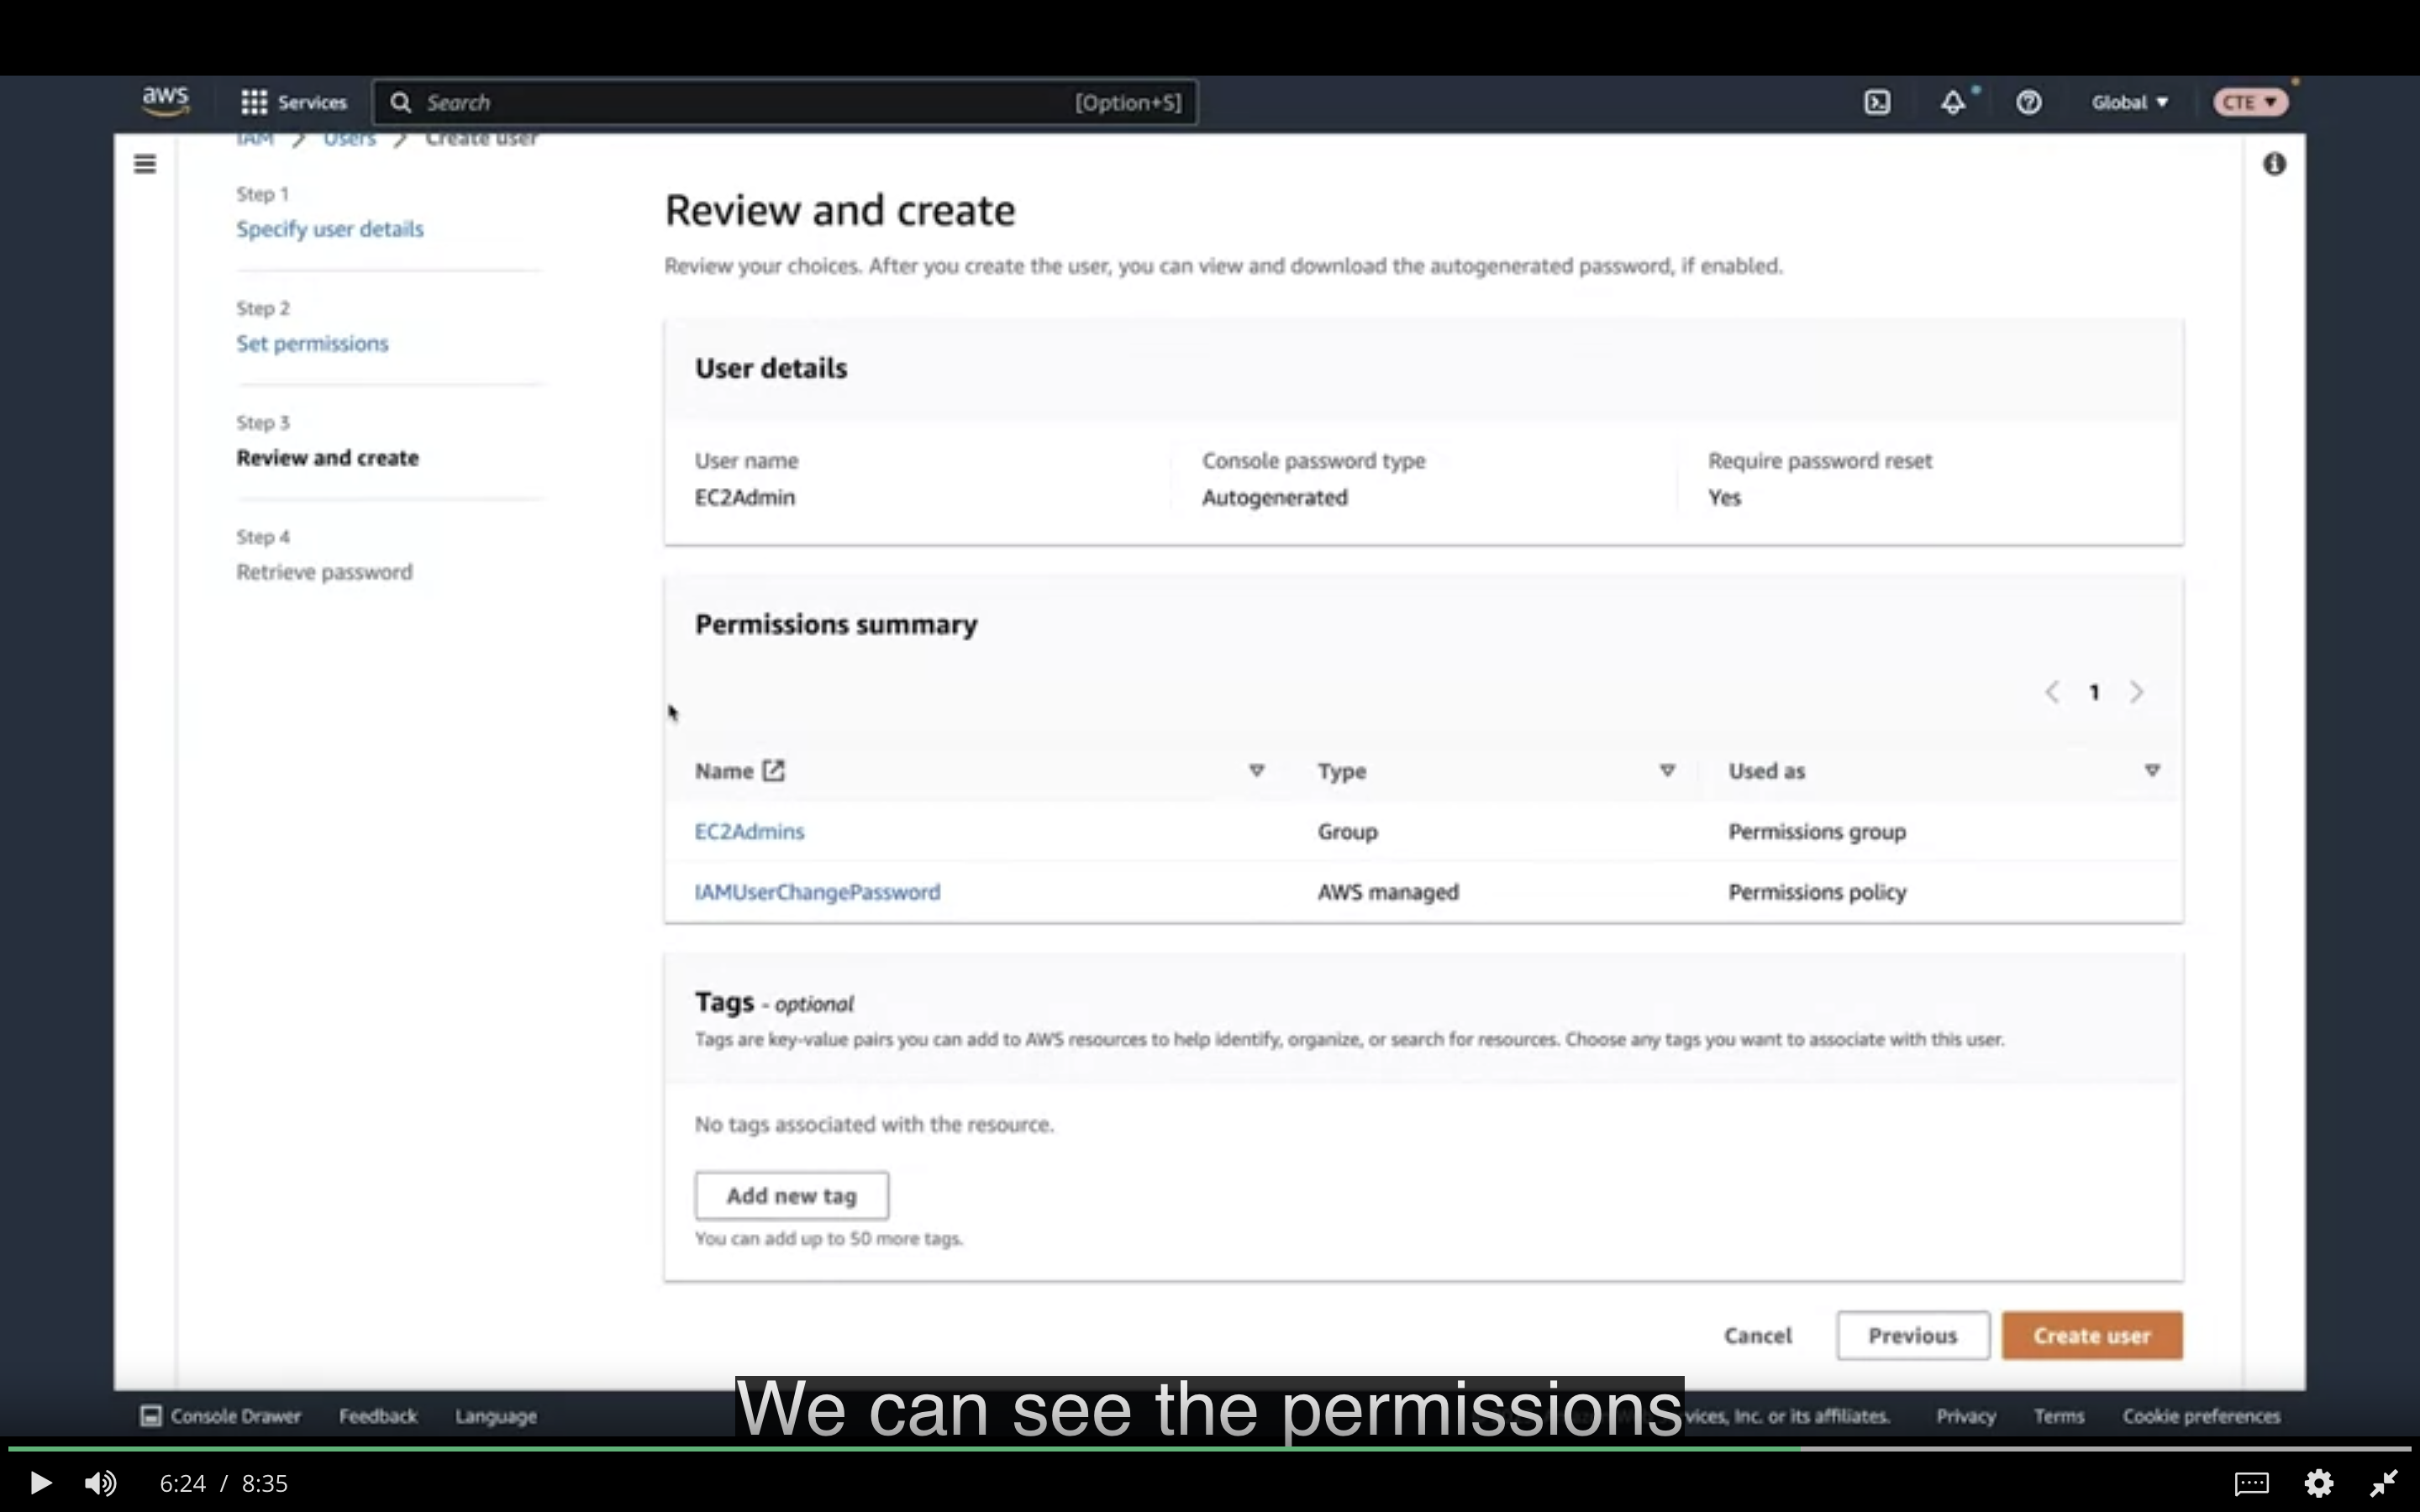 aws
Services
Search
[Option+S]
Global
CTE
IAM > Users > Create user
Step 1
Specify user details
Step 2
Set permissions
Step 3
Review and create
Step 4
Retrieve password
Review and create
Review your choices. After you create the user, you can view and download the autogenerated password, if enabled.
User details
User name
EC2Admin
Console password type
Autogenerated
Require password reset
Yes
Permissions summary
1
Name
Type
Used as
EC2Admins
Group
Permissions group
IAMUserChangePassword
AWS managed
Permissions policy
Tags - optional
Tags are key-value pairs you can add to AWS resources to help identify, organize, or search for resources. Choose any tags you want to associate with this user.
No tags associated with the resource.
Add new tag
You can add up to 50 more tags.
Cancel
Previous
Create user
We can see the permissions
Console Drawer
Feedback
Language
Inc. or its affiliates.
Privacy
Terms
Cookie preferences
6:24 / 8:35